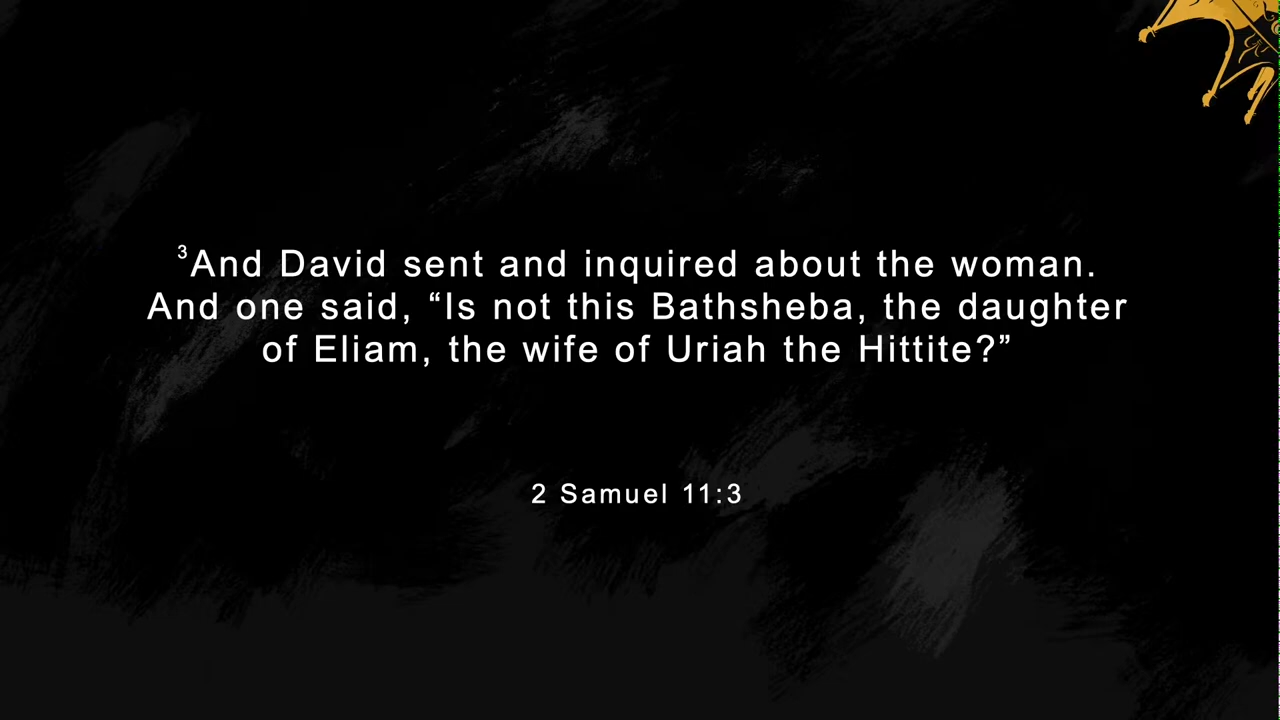 ³And David sent and inquired about the woman.
And one said, “Is not this Bathsheba, the daughter
of Eliam, the wife of Uriah the Hittite?”
2 Samuel 11:3